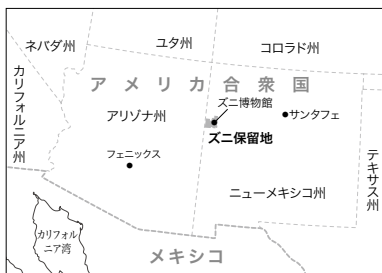 ネバダ州
ユタ州
コロラド州
カリフォルニア州
アメリカ合衆国
ズニ博物館
アリゾナ州
サンタフェ
ズニ保留地
フェニックス
テキサス州
ニューメキシコ州
カリフォル
ニア湾
メキシコ